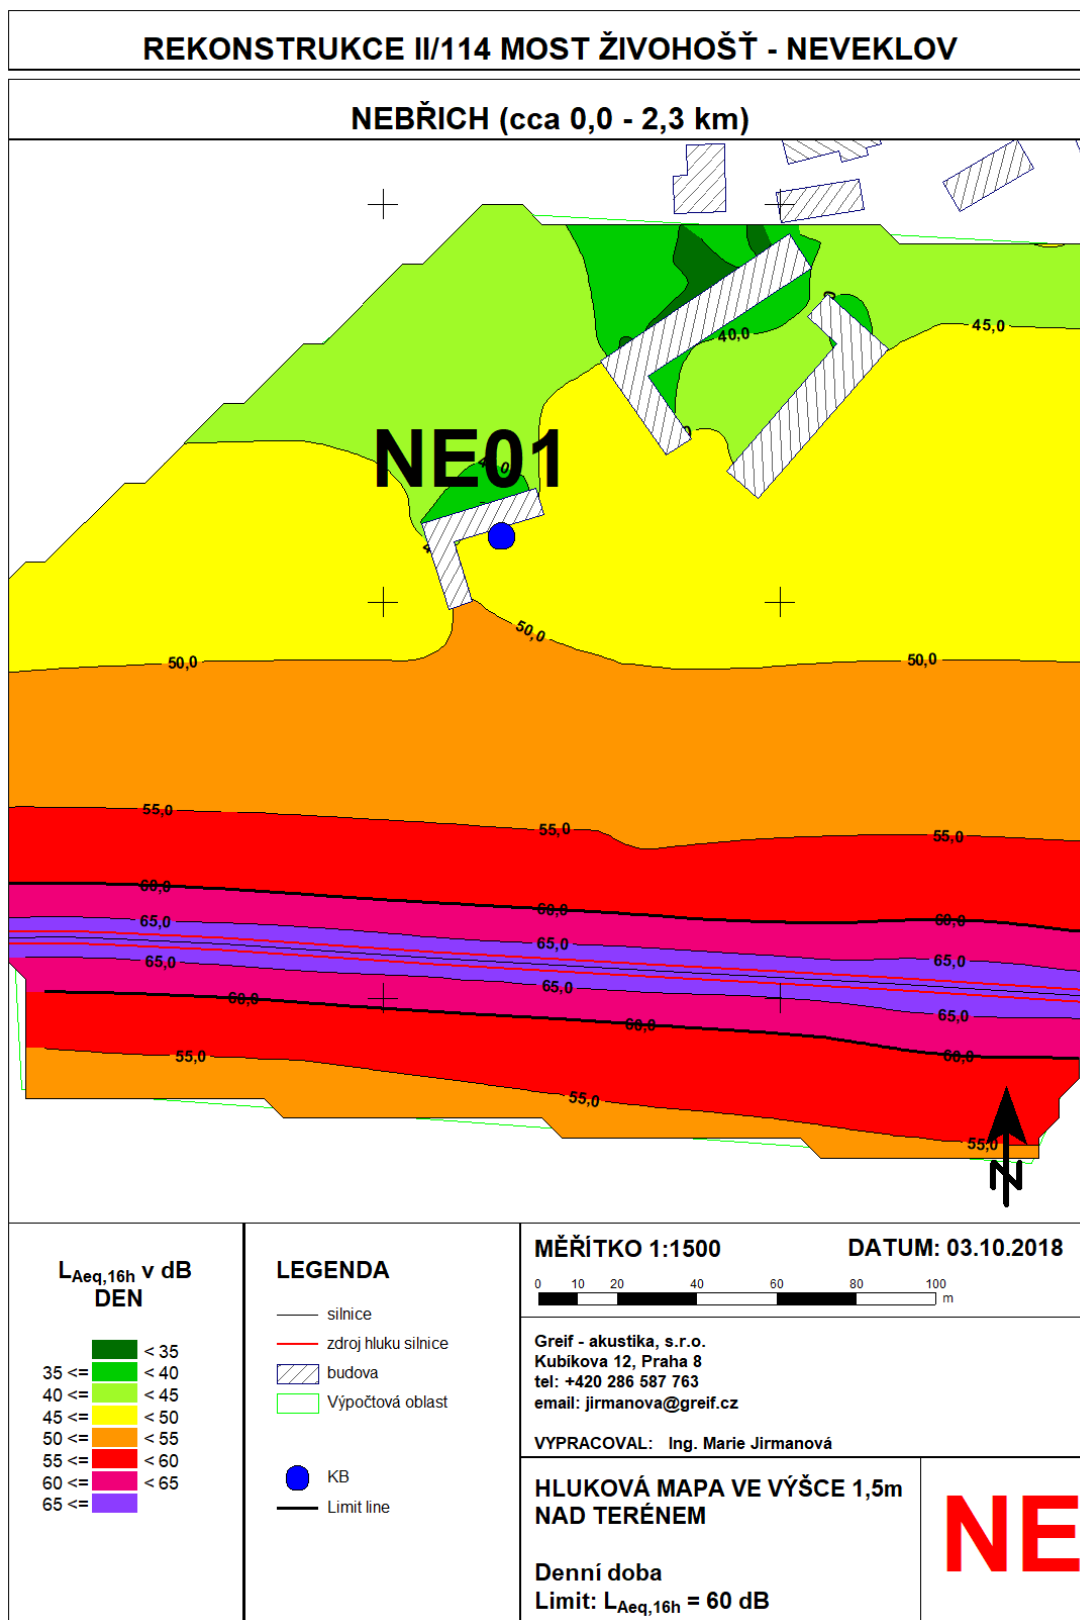 REKONSTRUKCE II/114 MOST ŽIVOHOŠŤ - NEVEKLOV
NEBŘICH (cca 0,0 - 2,3 km)
45,0
40,0
NE01
50,0
50,0
50,0
55,0
55,0
55,0
60,0
60,0
60,0
65,0
65,0
65,0
65,0
65,0
65,0
60,0
60,0
60,0
55,0
55,0
55,0
N
LAeq,16h v dB
DEN
< 35
35 <= < 40
40 <= < 45
45 <= < 50
50 <= < 55
55 <= < 60
60 <= < 65
65 <=
LEGENDA
silnice
zdroj hluku silnice
budova
Výpočtová oblast
KB
Limit line
MĚŘÍTKO 1:1500 DATUM: 03.10.2018
0 10 20 40 60 80 100
m
Greif - akustika, s.r.o.
Kubíkova 12, Praha 8
tel: +420 286 587 763
email: jirmanova@greif.cz
VYPRACOVAL: Ing. Marie Jirmanová
HLUKOVÁ MAPA VE VÝŠCE 1,5m
NAD TERÉNEM
Denní doba
Limit: LAeq,16h = 60 dB
NE